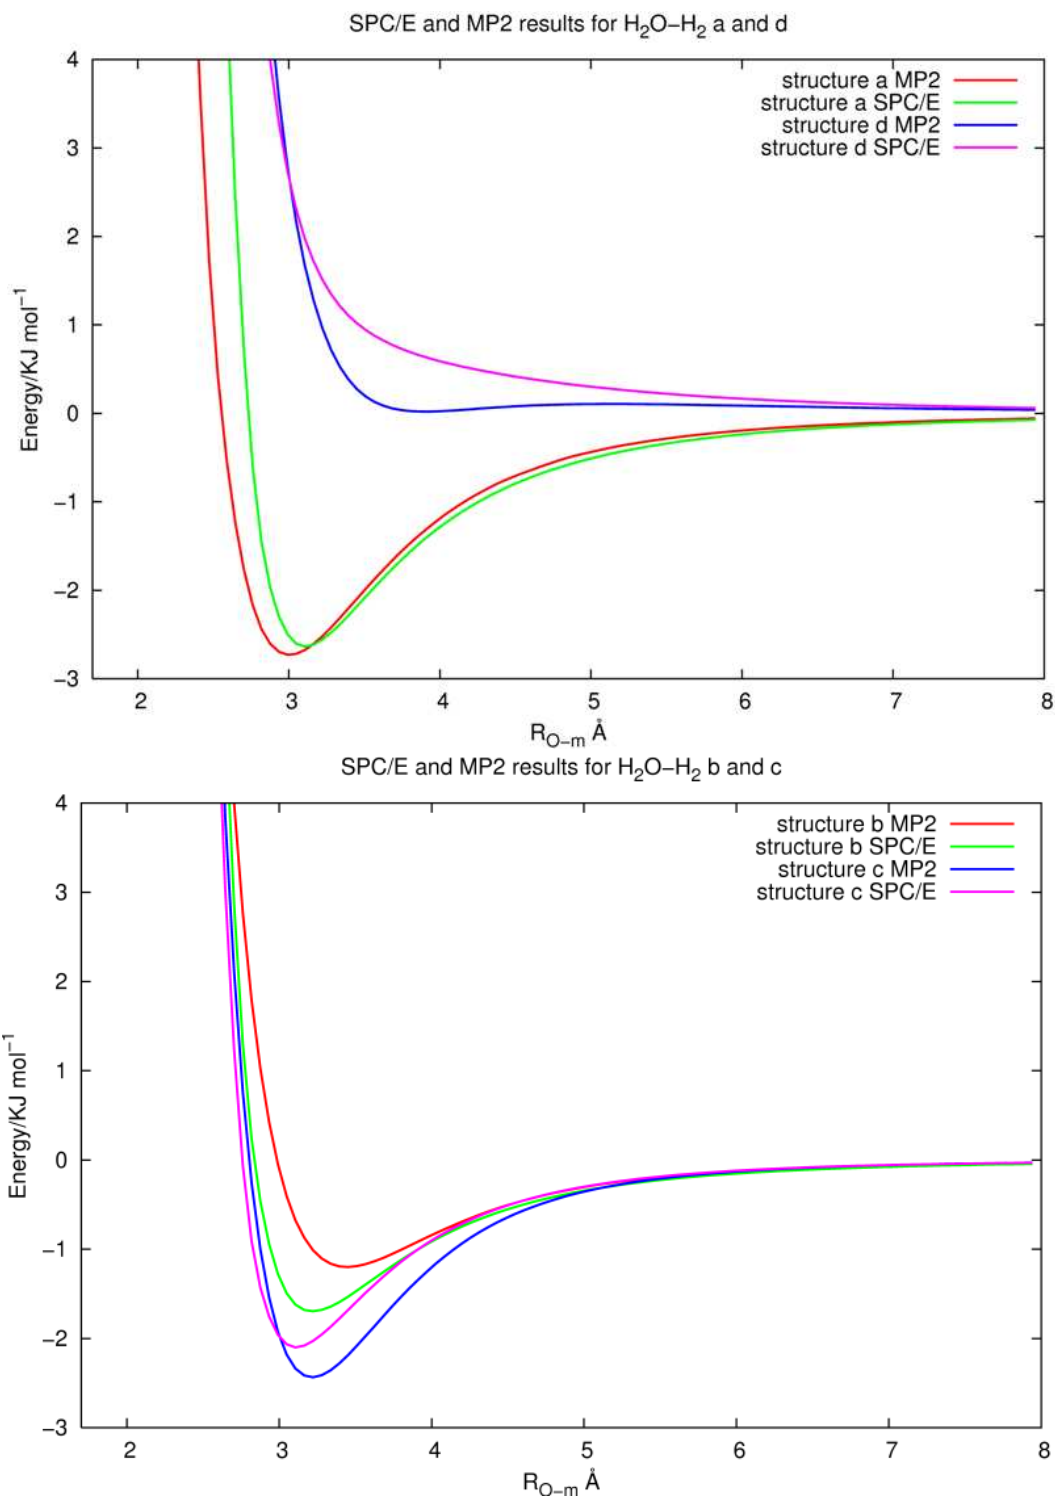 SPC/E and MP2 results for H₂O−H₂ a and d
4
3
2
1
0
−1
−2
−3
Energy/KJ mol⁻¹
structure a MP2
structure a SPC/E
structure d MP2
structure d SPC/E
2 3 4 5 6 7 8
R_O−m Å
SPC/E and MP2 results for H₂O−H₂ b and c
4
3
2
1
0
−1
−2
−3
Energy/KJ mol⁻¹
structure b MP2
structure b SPC/E
structure c MP2
structure c SPC/E
2 3 4 5 6 7 8
R_O−m Å